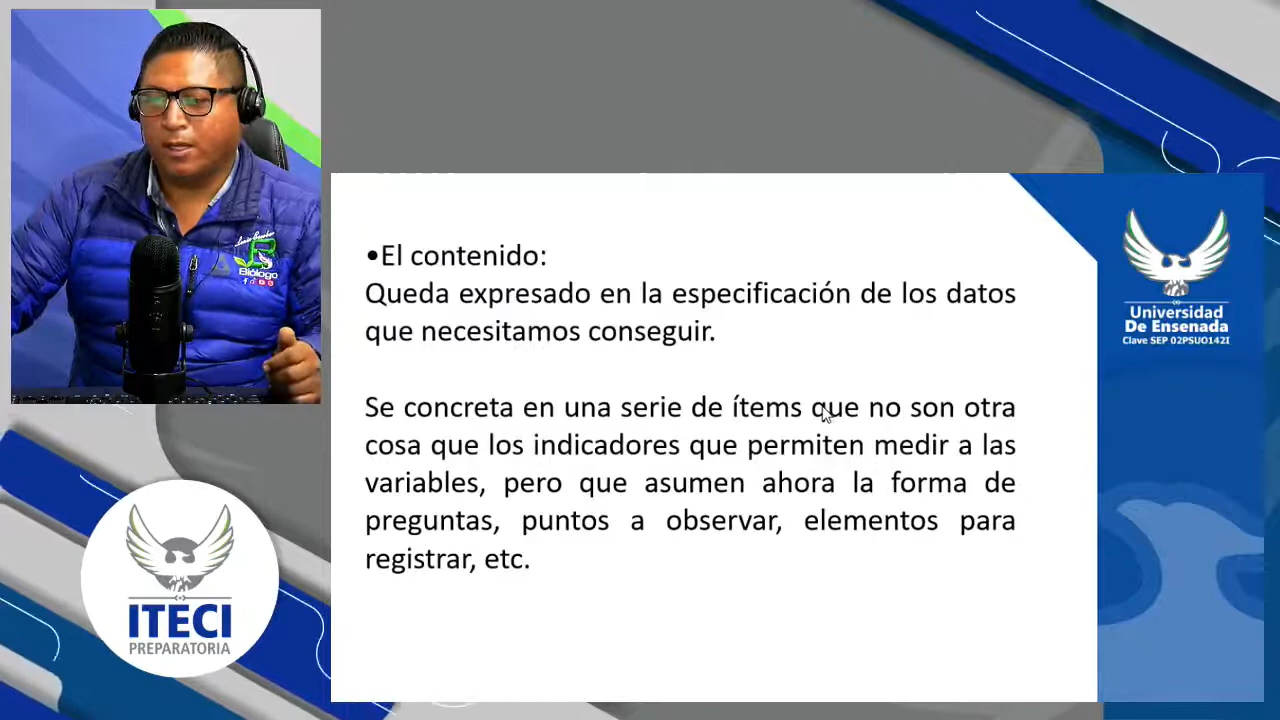 •El contenido:
Queda expresado en la especificación de los datos
que necesitamos conseguir.
Se concreta en una serie de ítems que no son otra
cosa que los indicadores que permiten medir a las
variables, pero que asumen ahora la forma de
preguntas, puntos a observar, elementos para
registrar, etc.
Universidad
De Ensenada
Clave SEP 02PSU0142I
Biólogo
ITECI
PREPARATORIA